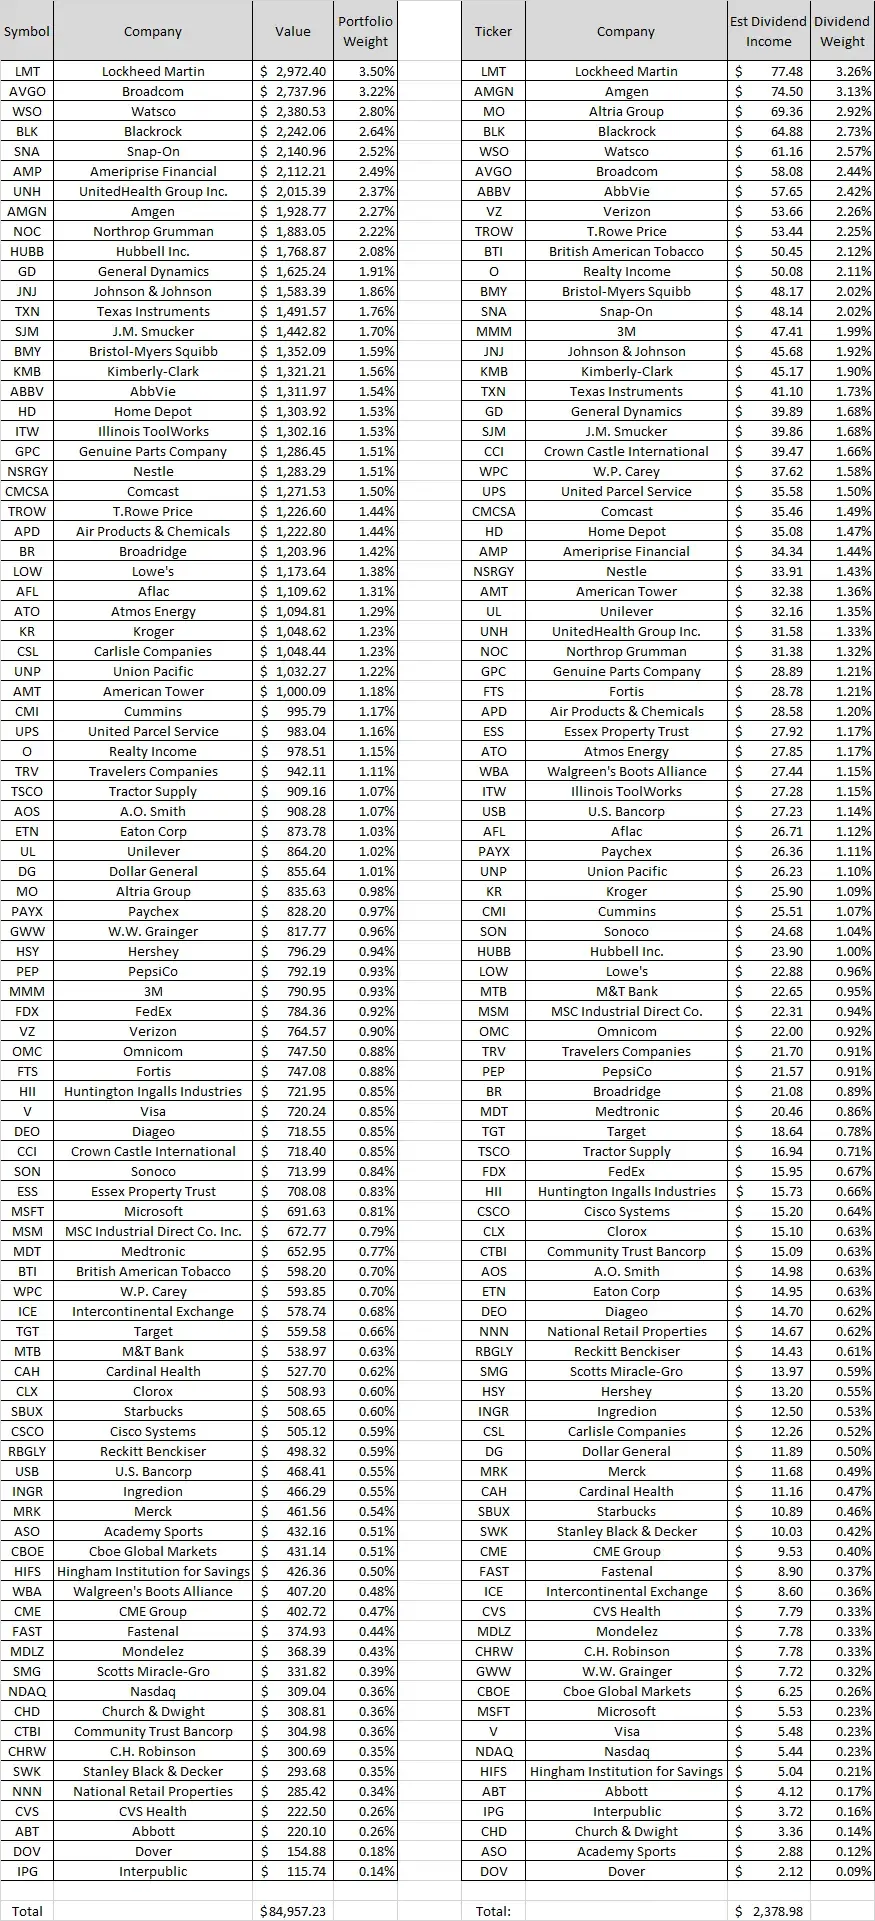 Symbol Company Value Portfolio Weight Ticker Company Est Dividend Income Dividend Weight
LMT Lockheed Martin $ 2,972.40 3.50% LMT Lockheed Martin $ 77.48 3.26%
AVGO Broadcom $ 2,737.96 3.22% AMGN Amgen $ 74.50 3.13%
WSO Watsco $ 2,380.53 2.80% MO Altria Group $ 69.36 2.92%
BLK Blackrock $ 2,242.06 2.64% BLK Blackrock $ 64.88 2.73%
SNA Snap-On $ 2,140.96 2.52% WSO Watsco $ 61.16 2.57%
AMP Ameriprise Financial $ 2,112.21 2.49% AVGO Broadcom $ 58.08 2.44%
UNH UnitedHealth Group Inc. $ 2,015.39 2.37% ABBV AbbVie $ 57.65 2.42%
AMGN Amgen $ 1,928.77 2.27% VZ Verizon $ 53.66 2.26%
NOC Northrop Grumman $ 1,883.05 2.22% TROW T.Rowe Price $ 53.44 2.25%
HUBB Hubbell Inc. $ 1,768.87 2.08% BTI British American Tobacco $ 50.45 2.12%
GD General Dynamics $ 1,625.24 1.91% O Realty Income $ 50.08 2.11%
JNJ Johnson & Johnson $ 1,583.39 1.86% BMY Bristol-Myers Squibb $ 48.17 2.02%
TXN Texas Instruments $ 1,491.57 1.76% SNA Snap-On $ 48.14 2.02%
SJM J.M. Smucker $ 1,442.82 1.70% MMM 3M $ 47.41 1.99%
BMY Bristol-Myers Squibb $ 1,352.09 1.59% JNJ Johnson & Johnson $ 45.68 1.92%
KMB Kimberly-Clark $ 1,321.21 1.56% KMB Kimberly-Clark $ 45.17 1.90%
ABBV AbbVie $ 1,311.97 1.54% TXN Texas Instruments $ 41.10 1.73%
HD Home Depot $ 1,303.92 1.53% GD General Dynamics $ 39.89 1.68%
ITW Illinois ToolWorks $ 1,302.16 1.53% SJM J.M. Smucker $ 39.86 1.68%
GPC Genuine Parts Company $ 1,286.45 1.51% CCI Crown Castle International $ 39.47 1.66%
NSRGY Nestle $ 1,283.29 1.51% WPC W.P. Carey $ 37.62 1.58%
CMCSA Comcast $ 1,271.53 1.50% UPS United Parcel Service $ 35.58 1.50%
TROW T.Rowe Price $ 1,226.60 1.44% CMCSA Comcast $ 35.46 1.49%
APD Air Products & Chemicals $ 1,222.80 1.44% HD Home Depot $ 35.08 1.47%
BR Broadridge $ 1,203.96 1.42% AMP Ameriprise Financial $ 34.34 1.44%
LOW Lowe's $ 1,173.64 1.38% NSRGY Nestle $ 33.91 1.43%
AFL Aflac $ 1,109.62 1.31% AMT American Tower $ 32.38 1.36%
ATO Atmos Energy $ 1,094.81 1.29% UL Unilever $ 32.16 1.35%
KR Kroger $ 1,048.62 1.23% UNH UnitedHealth Group Inc. $ 31.58 1.33%
CSL Carlisle Companies $ 1,048.44 1.23% NOC Northrop Grumman $ 31.38 1.32%
UNP Union Pacific $ 1,032.27 1.22% GPC Genuine Parts Company $ 28.89 1.21%
AMT American Tower $ 1,000.09 1.18% FTS Fortis $ 28.78 1.21%
CMI Cummins $ 995.79 1.17% APD Air Products & Chemicals $ 28.58 1.20%
UPS United Parcel Service $ 983.04 1.16% ESS Essex Property Trust $ 27.92 1.17%
O Realty Income $ 978.51 1.15% ATO Atmos Energy $ 27.85 1.17%
TRV Travelers Companies $ 942.11 1.11% WBA Walgreen's Boots Alliance $ 27.44 1.15%
TSCO Tractor Supply $ 909.16 1.07% ITW Illinois ToolWorks $ 27.28 1.15%
AOS A.O. Smith $ 908.28 1.07% USB U.S. Bancorp $ 27.23 1.14%
ETN Eaton Corp $ 873.78 1.03% AFL Aflac $ 26.71 1.12%
UL Unilever $ 864.20 1.02% PAYX Paychex $ 26.36 1.11%
DG Dollar General $ 855.64 1.01% UNP Union Pacific $ 26.23 1.10%
MO Altria Group $ 835.63 0.98% KR Kroger $ 25.90 1.09%
PAYX Paychex $ 828.20 0.97% CMI Cummins $ 25.51 1.07%
GWW W.W. Grainger $ 817.77 0.96% SON Sonoco $ 24.68 1.04%
HSY Hershey $ 796.29 0.94% HUBB Hubbell Inc. $ 23.90 1.00%
PEP PepsiCo $ 792.19 0.93% LOW Lowe's $ 22.88 0.96%
MMM 3M $ 790.95 0.93% MTB M&T Bank $ 22.65 0.95%
FDX FedEx $ 784.36 0.92% MSM MSC Industrial Direct Co. $ 22.31 0.94%
VZ Verizon $ 764.57 0.90% OMC Omnicom $ 22.00 0.92%
OMC Omnicom $ 747.50 0.88% TRV Travelers Companies $ 21.70 0.91%
FTS Fortis $ 747.08 0.88% PEP PepsiCo $ 21.57 0.91%
HII Huntington Ingalls Industries $ 721.95 0.85% BR Broadridge $ 21.08 0.89%
V Visa $ 720.24 0.85% MDT Medtronic $ 20.46 0.86%
DEO Diageo $ 718.55 0.85% TGT Target $ 18.64 0.78%
CCI Crown Castle International $ 718.40 0.85% TSCO Tractor Supply $ 16.94 0.71%
SON Sonoco $ 713.99 0.84% FDX FedEx $ 15.95 0.67%
ESS Essex Property Trust $ 708.08 0.83% HII Huntington Ingalls Industries $ 15.73 0.66%
MSFT Microsoft $ 691.63 0.81% CSCO Cisco Systems $ 15.20 0.64%
MSM MSC Industrial Direct Co. Inc. $ 672.77 0.79% CLX Clorox $ 15.10 0.63%
MDT Medtronic $ 652.95 0.77% CTBI Community Trust Bancorp $ 15.09 0.63%
BTI British American Tobacco $ 598.20 0.70% AOS A.O. Smith $ 14.98 0.63%
WPC W.P. Carey $ 593.85 0.70% ETN Eaton Corp $ 14.95 0.63%
ICE Intercontinental Exchange $ 578.74 0.68% DEO Diageo $ 14.70 0.62%
TGT Target $ 559.58 0.66% NNN National Retail Properties $ 14.67 0.62%
MTB M&T Bank $ 538.97 0.63% RBGLY Reckitt Benckiser $ 14.43 0.61%
CAH Cardinal Health $ 527.70 0.62% SMG Scotts Miracle-Gro $ 13.97 0.59%
CLX Clorox $ 508.93 0.60% HSY Hershey $ 13.20 0.55%
SBUX Starbucks $ 508.65 0.60% INGR Ingredion $ 12.50 0.53%
CSCO Cisco Systems $ 505.12 0.59% CSL Carlisle Companies $ 12.26 0.52%
RBGLY Reckitt Benckiser $ 498.32 0.59% DG Dollar General $ 11.89 0.50%
USB U.S. Bancorp $ 468.41 0.55% MRK Merck $ 11.68 0.49%
INGR Ingredion $ 466.29 0.55% CAH Cardinal Health $ 11.16 0.47%
MRK Merck $ 461.56 0.54% SBUX Starbucks $ 10.89 0.46%
ASO Academy Sports $ 432.16 0.51% SWK Stanley Black & Decker $ 10.03 0.42%
CBOE Cboe Global Markets $ 431.14 0.51% CME CME Group $ 9.53 0.40%
HIFS Hingham Institution for Savings $ 426.36 0.50% FAST Fastenal $ 8.90 0.37%
WBA Walgreen's Boots Alliance $ 407.20 0.48% ICE Intercontinental Exchange $ 8.60 0.36%
CME CME Group $ 402.72 0.47% CVS CVS Health $ 7.79 0.33%
FAST Fastenal $ 374.93 0.44% MDLZ Mondelez $ 7.78 0.33%
MDLZ Mondelez $ 368.39 0.43% CHRW C.H. Robinson $ 7.78 0.33%
SMG Scotts Miracle-Gro $ 331.82 0.39% GWW W.W. Grainger $ 7.72 0.32%
NDAQ Nasdaq $ 309.04 0.36% CBOE Cboe Global Markets $ 6.25 0.26%
CHD Church & Dwight $ 308.81 0.36% MSFT Microsoft $ 5.53 0.23%
CTBI Community Trust Bancorp $ 304.98 0.36% V Visa $ 5.48 0.23%
CHRW C.H. Robinson $ 300.69 0.35% NDAQ Nasdaq $ 5.44 0.23%
SWK Stanley Black & Decker $ 293.68 0.35% HIFS Hingham Institution for Savings $ 5.04 0.21%
NNN National Retail Properties $ 285.42 0.34% ABT Abbott $ 4.12 0.17%
CVS CVS Health $ 222.50 0.26% IPG Interpublic $ 3.72 0.16%
ABT Abbott $ 220.10 0.26% CHD Church & Dwight $ 3.36 0.14%
DOV Dover $ 154.88 0.18% ASO Academy Sports $ 2.88 0.12%
IPG Interpublic $ 115.74 0.14% DOV Dover $ 2.12 0.09%
Total $84,957.23 Total: $ 2,378.98